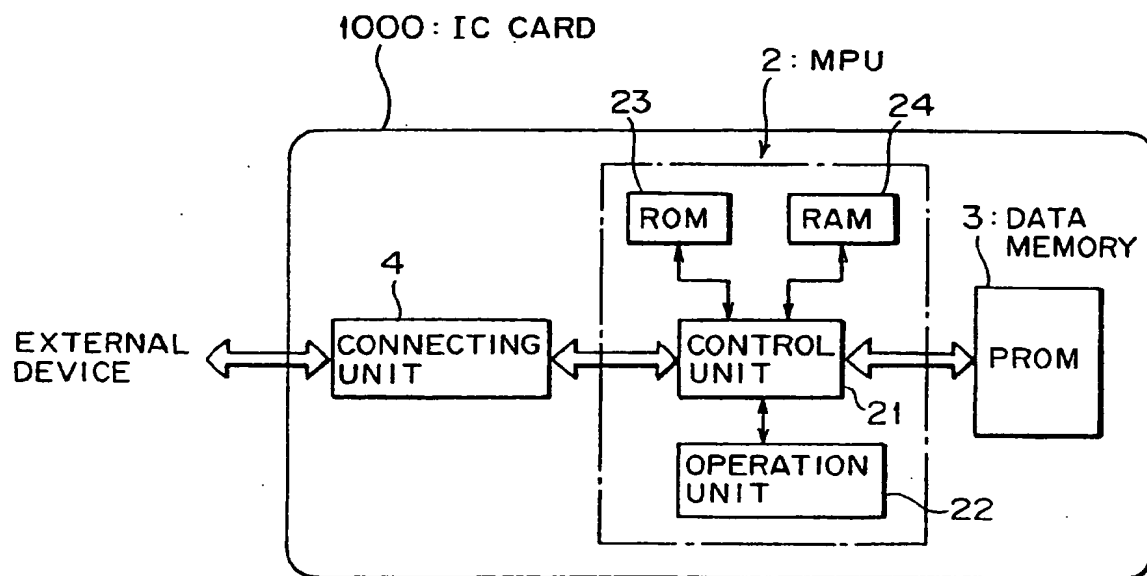 1000: IC CARD
2: MPU
23
24
ROM
RAM
3: DATA
MEMORY
4
EXTERNAL
DEVICE
CONNECTING
UNIT
CONTROL
UNIT
PROM
21
OPERATION
UNIT
22